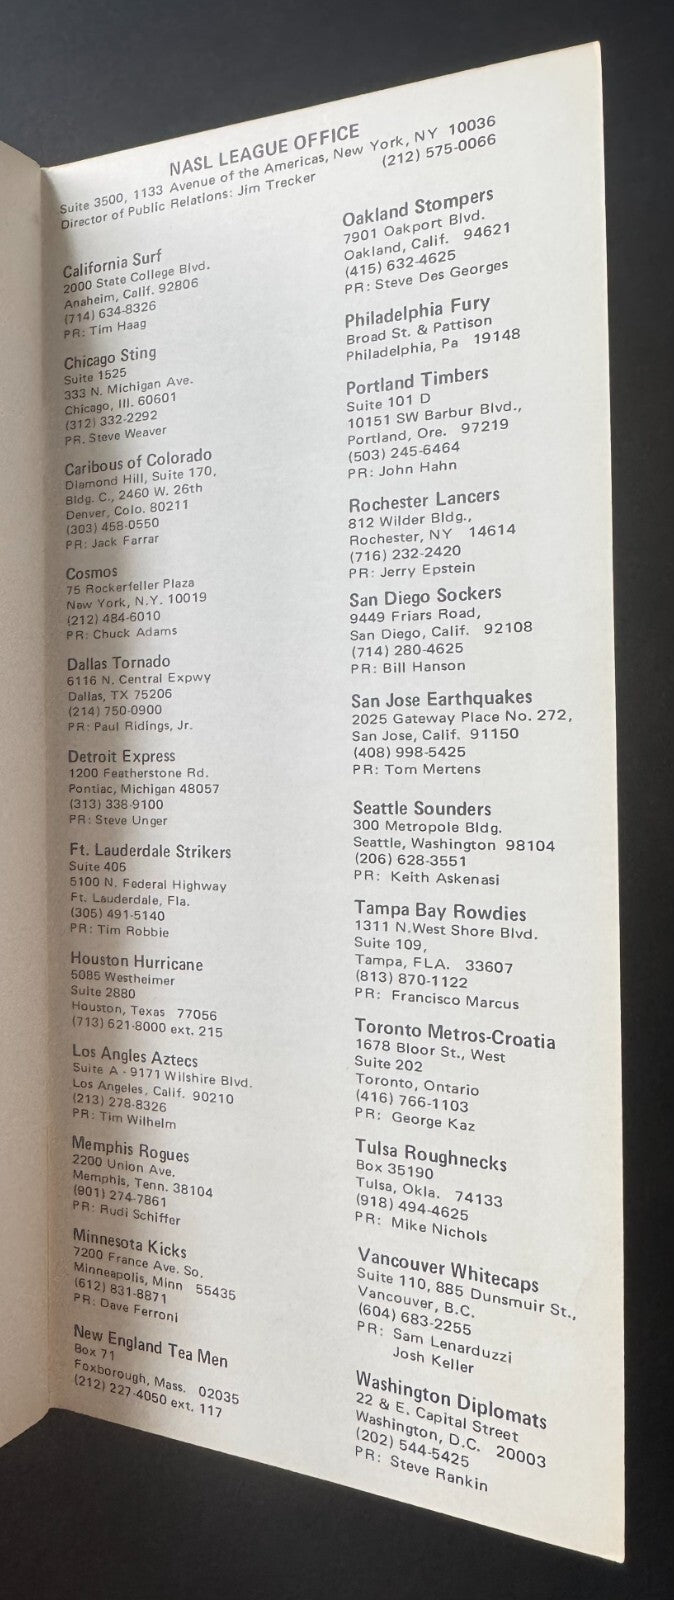 NASL LEAGUE OFFICE
Suite 3500, 1133 Avenue of the Americas, New York, NY 10036
Director of Public Relations: Jim Trecker (212) 575-0066
California Surf
2000 State College Blvd.
Anaheim, Calif. 92806
(714) 634-8326
PR: Tim Haag
Chicago Sting
Suite 1525
333 N. Michigan Ave.
Chicago, Ill. 60601
(312) 332-2292
PR. Steve Weaver
Caribous of Colorado
Diamond Hill, Suite 170,
Bldg. C., 2460 W. 26th
Denver, Colo. 80211
(303) 458-0550
PR: Jack Farrar
Cosmos
75 Rockerfeller Plaza
New York, N.Y. 10019
(212) 484-6010
PR: Chuck Adams
Dallas Tornado
6116 N. Central Expwy
Dallas, TX 75206
(214) 750-0900
PR: Paul Ridings, Jr.
Detroit Express
1200 Featherstone Rd.
Pontiac, Michigan 48057
(313) 338-9100
PR: Steve Unger
Ft. Lauderdale Strikers
Suite 405
5100 N. Federal Highway
Ft. Lauderdale, Fla.
(305) 491-5140
PR: Tim Robbie
Houston Hurricane
5085 Westheimer
Suite 2880
Houston, Texas 77056
(713) 621-8000 ext. 215
Los Angles Aztecs
Suite A - 9171 Wilshire Blvd.
Los Angeles, Calif. 90210
(213) 278-8326
PR: Tim Wilhelm
Memphis Rogues
2200 Union Ave.
Memphis, Tenn. 38104
(901) 274-7861
PR: Rudi Schiffer
Minnesota Kicks
7200 France Ave. So.
Minneapolis, Minn 55435
(612) 831-8871
PR: Dave Ferroni
New England Tea Men
Box 71
Foxborough, Mass. 02035
(212) 227-4050 ext. 117
Oakland Stompers
7901 Oakport Blvd.
Oakland, Calif. 94621
(415) 632-4625
PR: Steve Des Georges
Philadelphia Fury
Broad St. & Pattison
Philadelphia, Pa 19148
Portland Timbers
Suite 101 D
10151 SW Barbur Blvd.,
Portland, Ore. 97219
(503) 245-6464
PR: John Hahn
Rochester Lancers
812 Wilder Bldg.,
Rochester, NY 14614
(716) 232-2420
PR: Jerry Epstein
San Diego Sockers
9449 Friars Road,
San Diego, Calif. 92108
(714) 280-4625
PR: Bill Hanson
San Jose Earthquakes
2025 Gateway Place No. 272,
San Jose, Calif. 91150
(408) 998-5425
PR: Tom Mertens
Seattle Sounders
300 Metropole Bldg.
Seattle, Washington 98104
(206) 628-3551
PR: Keith Askenasi
Tampa Bay Rowdies
1311 N.West Shore Blvd.
Suite 109,
Tampa, FLA. 33607
(813) 870-1122
PR: Francisco Marcus
Toronto Metros-Croatia
1678 Bloor St., West
Suite 202
Toronto, Ontario
(416) 766-1103
PR: George Kaz
Tulsa Roughnecks
Box 35190
Tulsa, Okla. 74133
(918) 494-4625
PR: Mike Nichols
Vancouver Whitecaps
Suite 110, 885 Dunsmuir St.,
Vancouver, B.C.
(604) 683-2255
PR: Sam Lenarduzzi
Josh Keller
Washington Diplomats
22 & E. Capital Street
Washington, D.C. 20003
(202) 544-5425
PR: Steve Rankin